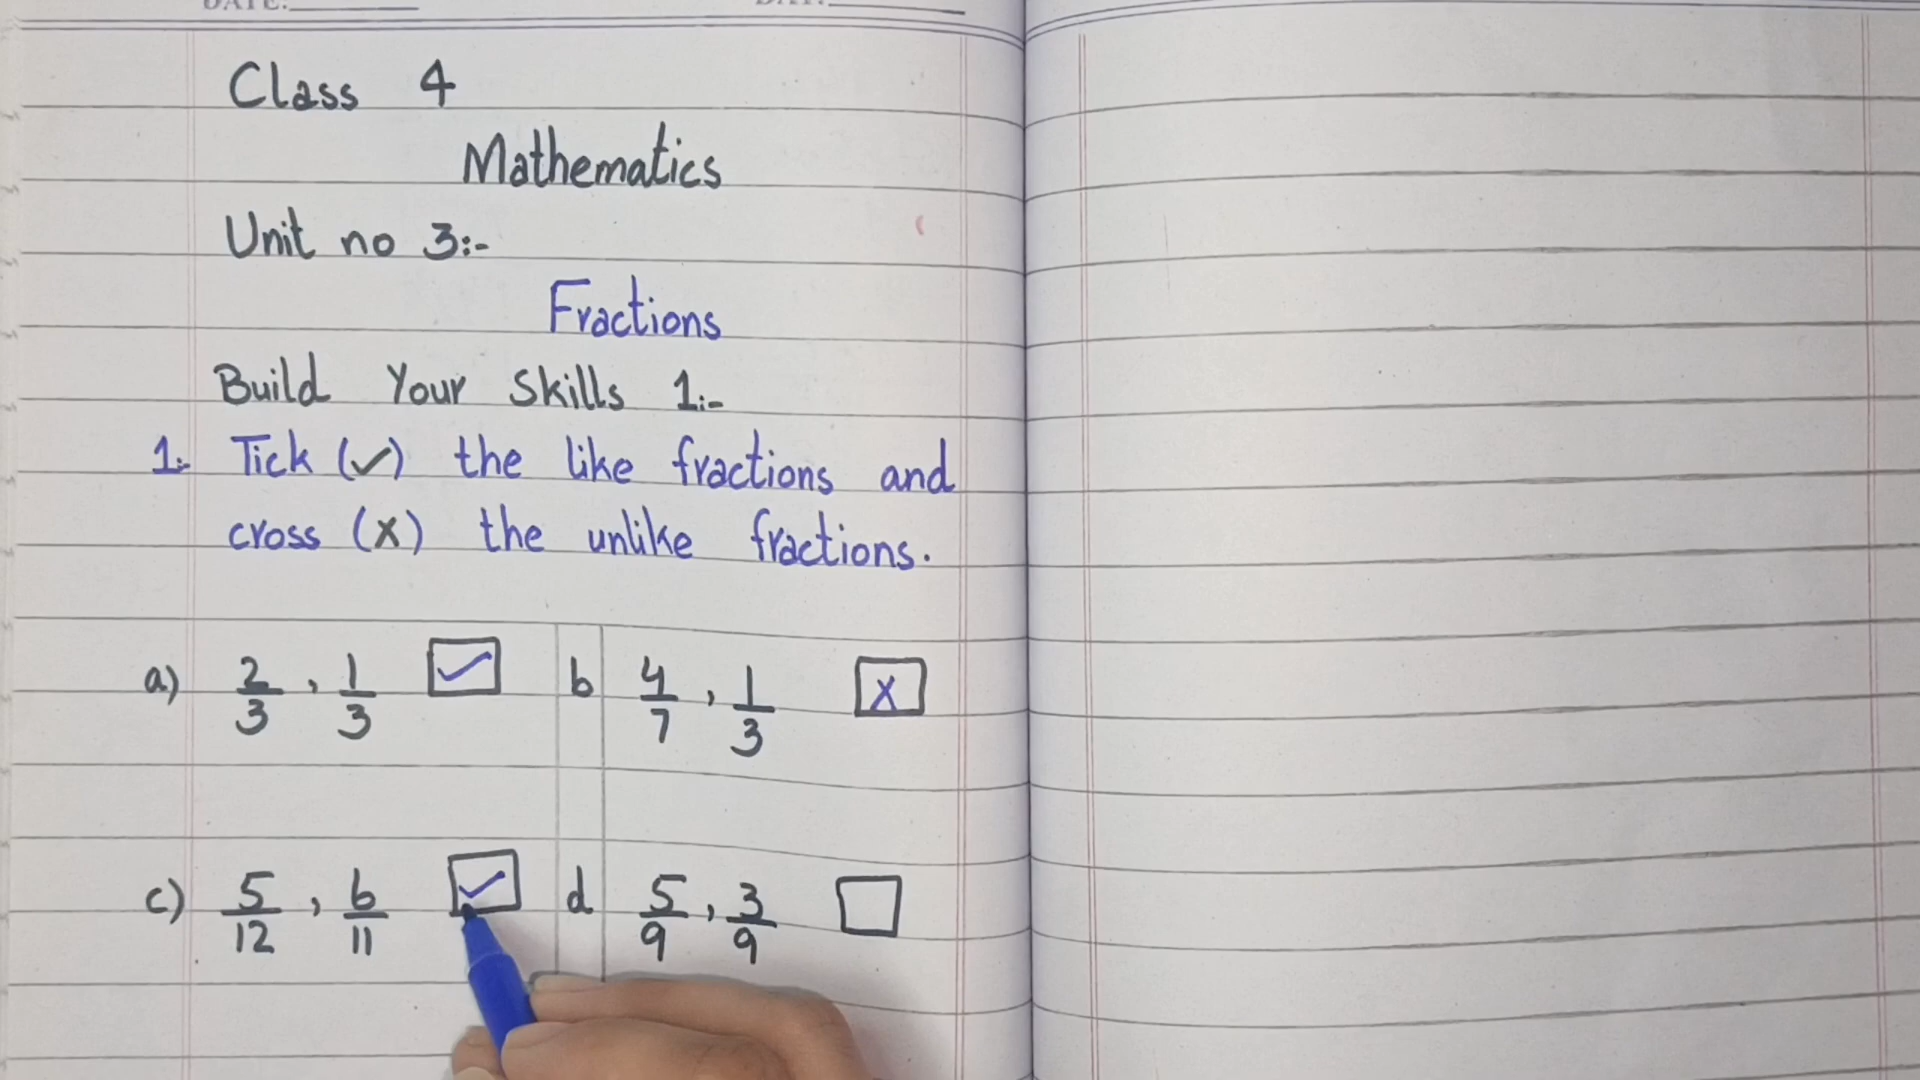 Class 4
Mathematics
Unit no 3:-
Fractions
Build Your Skills 1:-
1. Tick (✓) the like fractions and
cross (x) the unlike fractions.
a) 2/3 , 1/3 ✓ b 4/7 , 1/3 x
c) 5/12 , 6/11 ✓ d 5/9 , 3/9